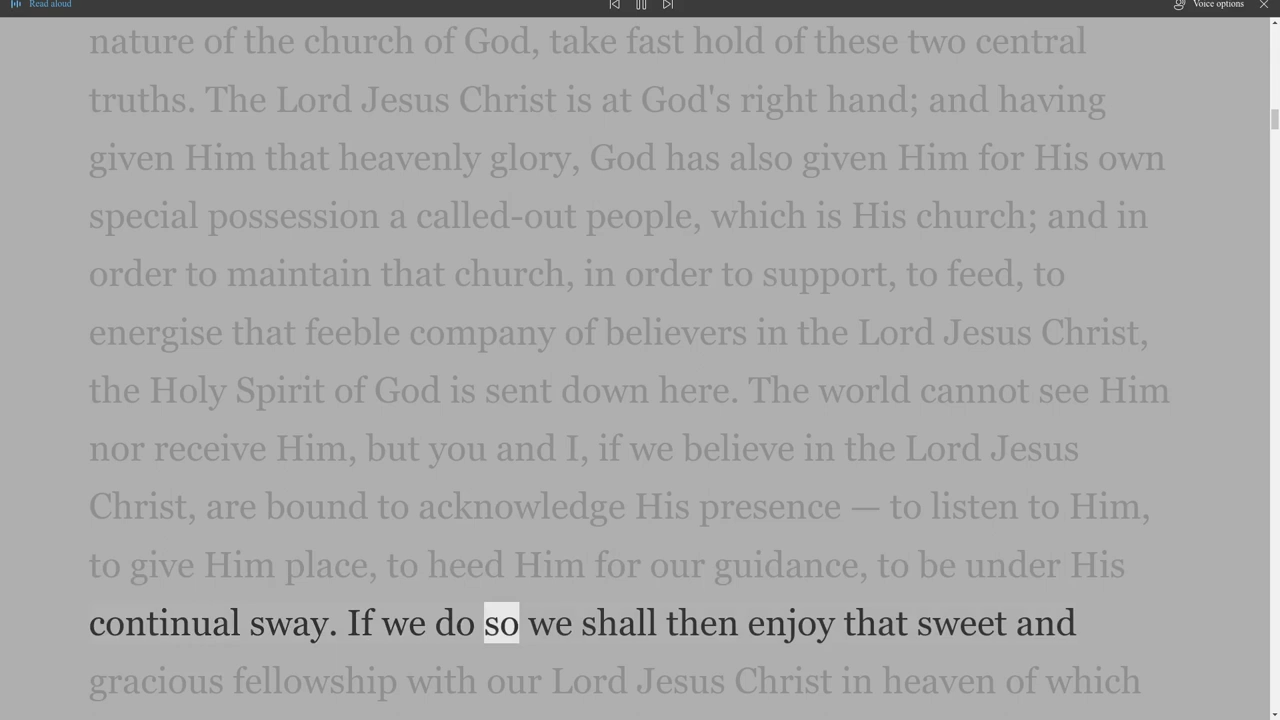 Read aloud
Voice options
nature of the church of God, take fast hold of these two central
truths. The Lord Jesus Christ is at God's right hand; and having
given Him that heavenly glory, God has also given Him for His own
special possession a called-out people, which is His church; and in
order to maintain that church, in order to support, to feed, to
energise that feeble company of believers in the Lord Jesus Christ,
the Holy Spirit of God is sent down here. The world cannot see Him
nor receive Him, but you and I, if we believe in the Lord Jesus
Christ, are bound to acknowledge His presence — to listen to Him,
to give Him place, to heed Him for our guidance, to be under His
continual sway. If we do so we shall then enjoy that sweet and
gracious fellowship with our Lord Jesus Christ in heaven of which